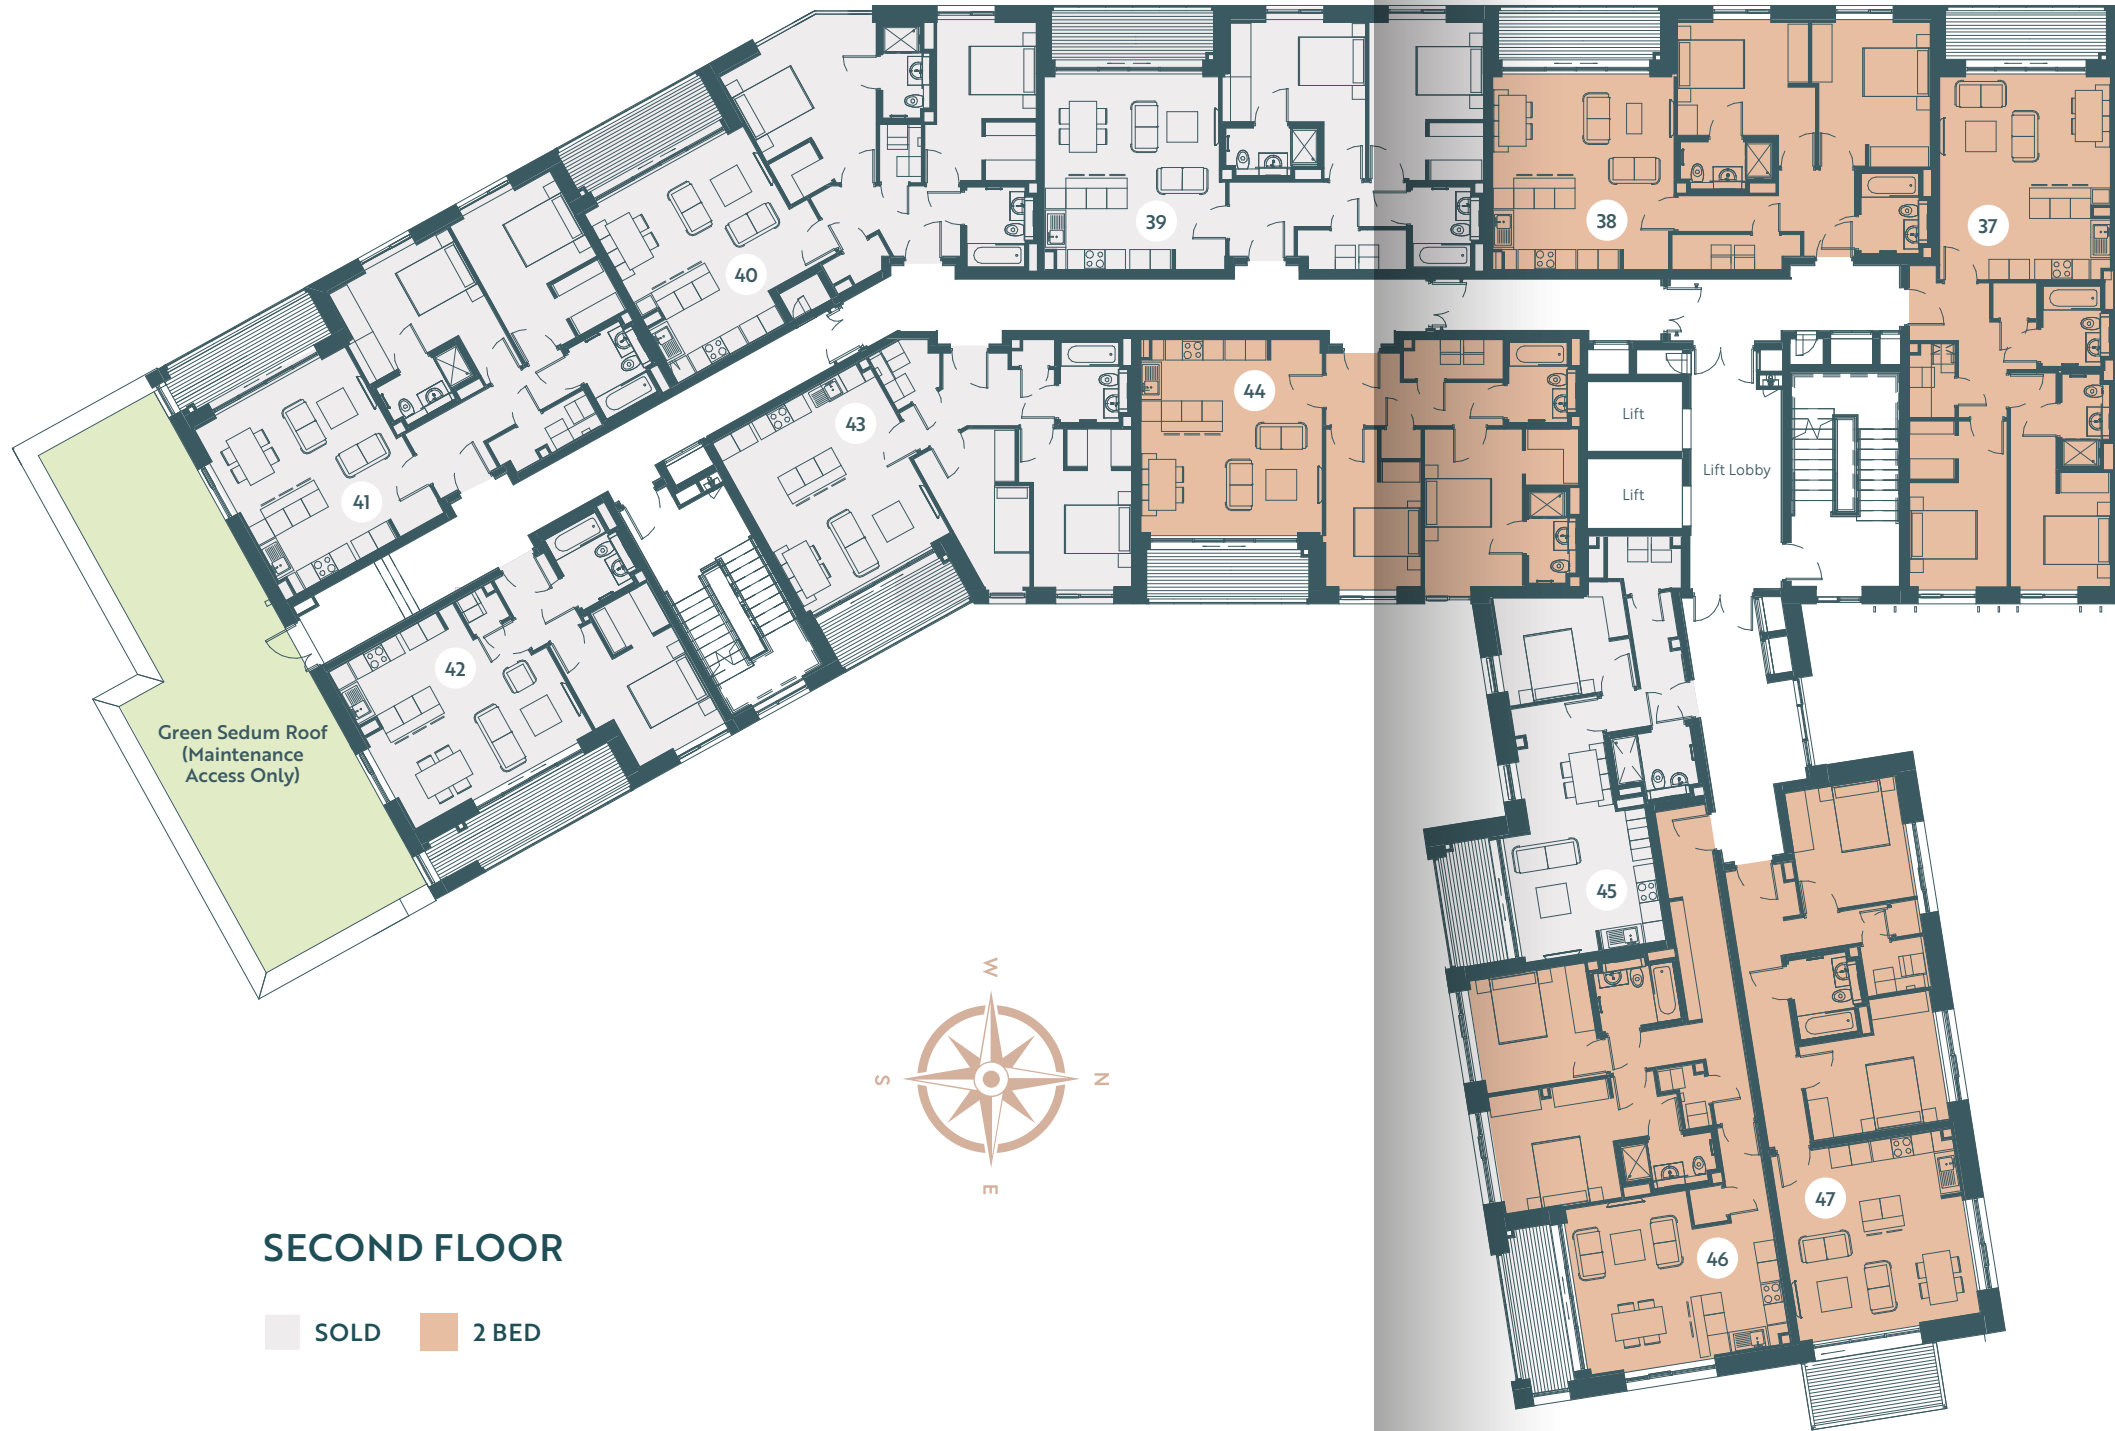 40
39
38
37
41
43
44
Lift
Lift
Lift Lobby
42
Green Sedum Roof
(Maintenance
Access Only)
45
46
47
W
S
N
E
SECOND FLOOR
SOLD
2 BED